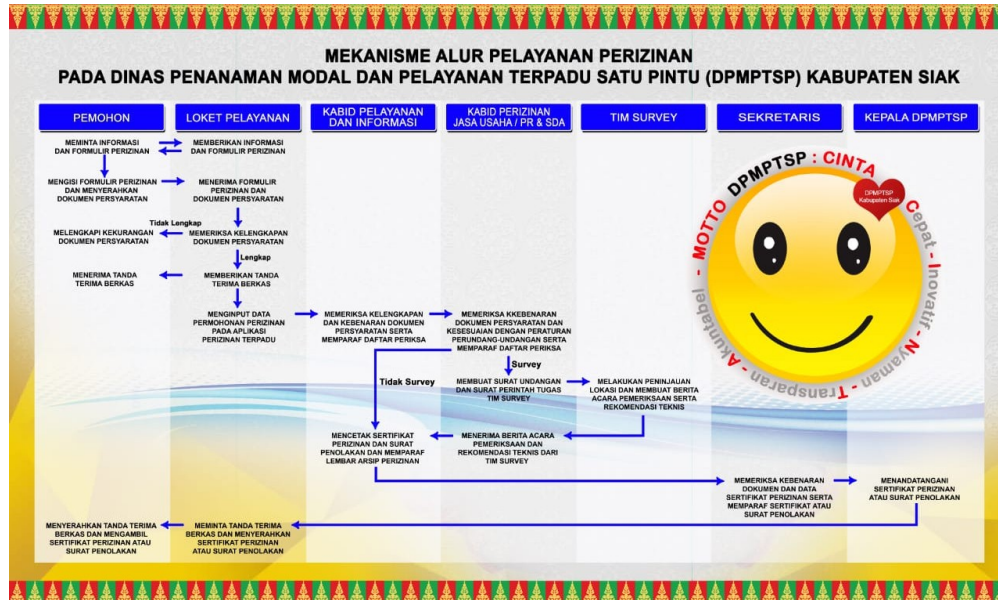 MEKANISME ALUR PELAYANAN PERIZINAN
PADA DINAS PENANAMAN MODAL DAN PELAYANAN TERPADU SATU PINTU (DPMPTSP) KABUPATEN SIAK
PEMOHON
LOKET PELAYANAN
KABID PELAYANAN
DAN INFORMASI
KABID PERIZINAN
JASA USAHA / PR & SDA
TIM SURVEY
SEKRETARIS
KEPALA DPMPTSP
MEMINTA INFORMASI
DAN FORMULIR PERIZINAN
MEMBERIKAN INFORMASI
DAN FORMULIR PERIZINAN
MENGISI FORMULIR PERIZINAN
DAN MENYERAHKAN
DOKUMEN PERSYARATAN
MENERIMA FORMULIR
PERIZINAN DAN
DOKUMEN PERSYARATAN
Tidak Lengkap
MELENGKAPI KEKURANGAN
DOKUMEN PERSYARATAN
MEMERIKSA KELENGKAPAN
DOKUMEN PERSYARATAN
Lengkap
MENERIMA TANDA
TERIMA BERKAS
MEMBERIKAN TANDA
TERIMA BERKAS
MENGINPUT DATA
PERMOHONAN PERIZINAN
PADA APLIKASI
PERIZINAN TERPADU
MEMERIKSA KELENGKAPAN
DAN KEBENARAN DOKUMEN
PERSYARATAN SERTA
MEMPARAF DAFTAR PERIKSA
MEMERIKSA KKEBENARAN
DOKUMEN PERSYARATAN DAN
KESESUAIAN DENGAN PERATURAN
PERUNDANG-UNDANGAN SERTA
MEMPARAF DAFTAR PERIKSA
Survey
Tidak Survey
MEMBUAT SURAT UNDANGAN
DAN SURAT PERINTAH TUGAS
TIM SURVEY
MELAKUKAN PENINJAUAN
LOKASI DAN MEMBUAT BERITA
ACARA PEMERIKSAAN SERTA
REKOMENDASI TEKNIS
MENCETAK SERTIFIKAT
PERIZINAN DAN SURAT
PENOLAKAN DAN MEMPARAF
LEMBAR ARSIP PERIZINAN
MENERIMA BERITA ACARA
PEMERIKSAAN DAN
REKOMENDASI TEKNIS DARI
TIM SURVEY
MEMERIKSA KEBENARAN
DOKUMEN DAN DATA
SERTIFIKAT PERIZINAN SERTA
MEMPARAF SERTIFIKAT ATAU
SURAT PENOLAKAN
MENANDATANGANI
SERTIFIKAT PERIZINAN
ATAU SURAT PENOLAKAN
MENYERAHKAN TANDA TERIMA
BERKAS DAN MENGAMBIL
SERTIFIKAT PERIZINAN ATAU
SURAT PENOLAKAN
MEMINTA TANDA TERIMA
BERKAS DAN MENYERAHKAN
SERTIFIKAT PERIZINAN
ATAU SURAT PENOLAKAN
MOTTO DPMPTSP : CINTA
Cepat - Inovatif - Nyaman - Transparan - Akuntabel -
DPMPTSP
Kabupaten Siak